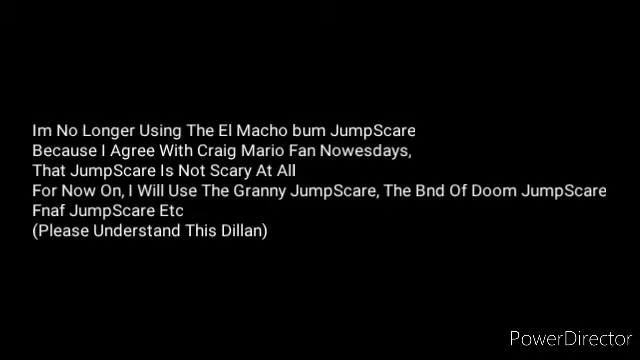 Im No Longer Using The El Macho bum JumpScare
Because I Agree With Craig Mario Fan Nowesdays,
That JumpScare Is Not Scary At All
For Now On, I Will Use The Granny JumpScare, The Bnd Of Doom JumpScare
Fnaf JumpScare Etc
(Please Understand This Dillan)
PowerDirector